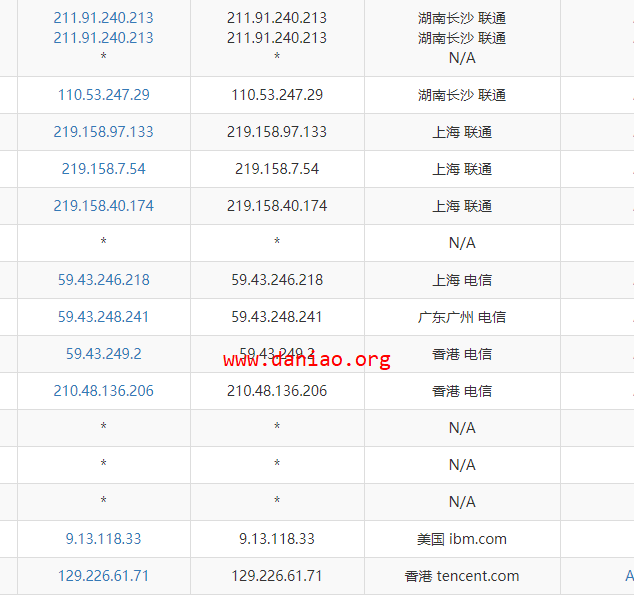 211.91.240.213 211.91.240.213 湖南长沙 联通
211.91.240.213 211.91.240.213 湖南长沙 联通
* * N/A
110.53.247.29 110.53.247.29 湖南长沙 联通
219.158.97.133 219.158.97.133 上海 联通
219.158.7.54 219.158.7.54 上海 联通
219.158.40.174 219.158.40.174 上海 联通
* * N/A
59.43.246.218 59.43.246.218 上海 电信
59.43.248.241 59.43.248.241 广东广州 电信
59.43.249.2 59.43.249.2 香港 电信
www.daniao.org
210.48.136.206 210.48.136.206 香港 电信
* * N/A
* * N/A
* * N/A
9.13.118.33 9.13.118.33 美国 ibm.com
129.226.61.71 129.226.61.71 香港 tencent.com A